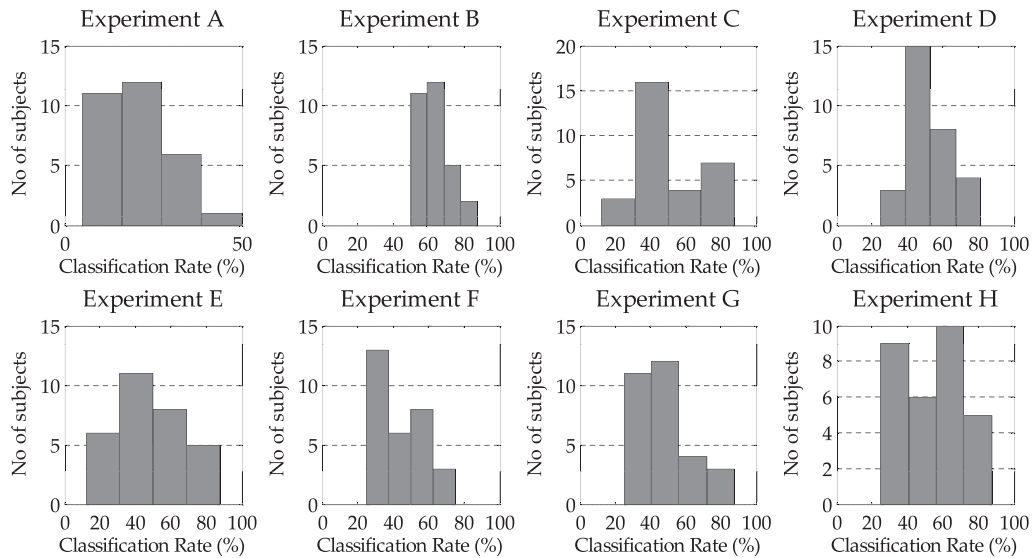 Experiment A
Experiment B
Experiment C
Experiment D
15
10
5
0
No of subjects
0
50
Classification Rate (%)
15
10
5
0
No of subjects
0 20 40 60 80 100
Classification Rate (%)
20
15
10
5
0
No of subjects
0 20 40 60 80 100
Classification Rate (%)
15
10
5
0
No of subjects
0 20 40 60 80 100
Classification Rate (%)
Experiment E
Experiment F
Experiment G
Experiment H
15
10
5
0
No of subjects
0 20 40 60 80 100
Classification Rate (%)
15
10
5
0
No of subjects
0 20 40 60 80 100
Classification Rate (%)
15
10
5
0
No of subjects
0 20 40 60 80 100
Classification Rate (%)
10
8
6
4
2
0
No of subjects
0 20 40 60 80 100
Classification Rate (%)